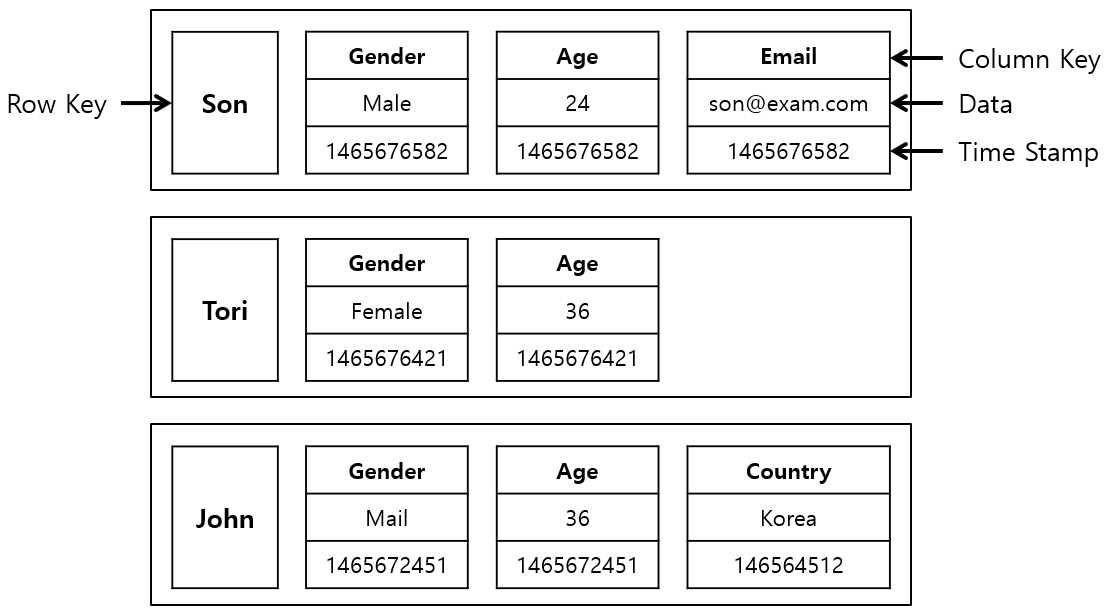 Gender Age Email Column Key
Row Key Son Male 24 son@exam.com Data
1465676582 1465676582 1465676582 Time Stamp
Gender Age
Tori Female 36
1465676421 1465676421
Gender Age Country
John Mail 36 Korea
1465672451 1465672451 146564512